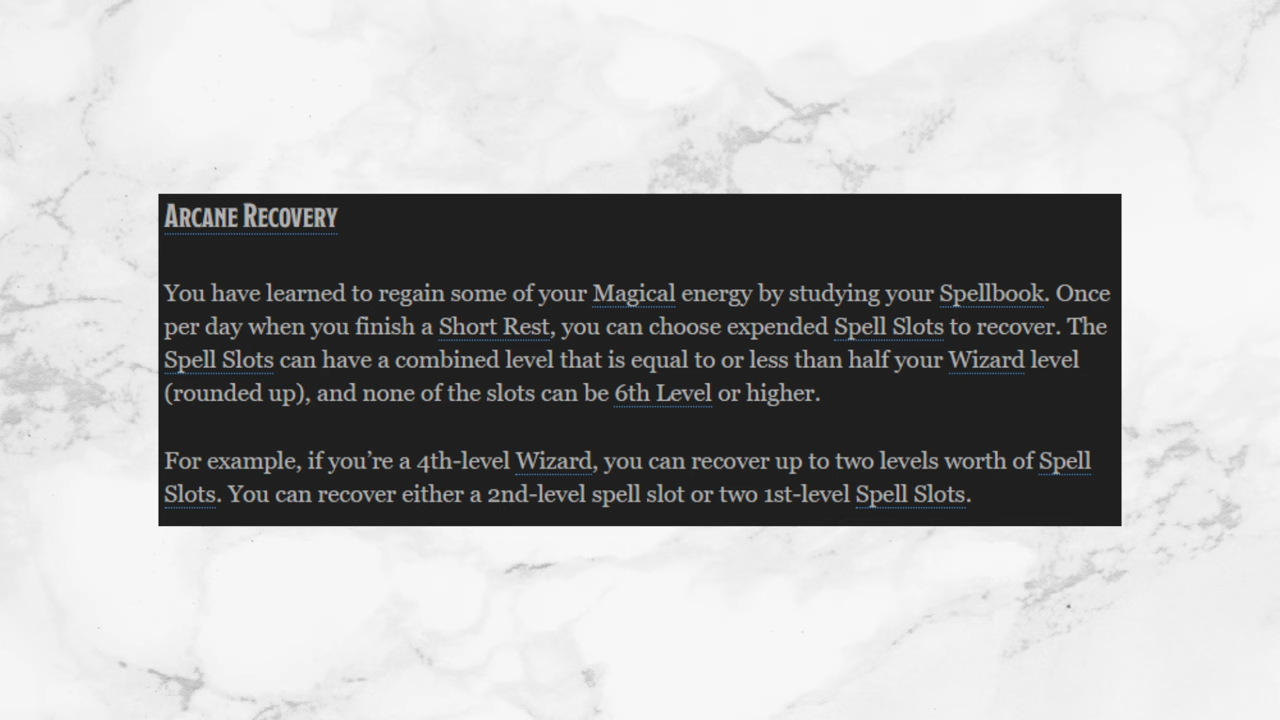 ARCANE RECOVERY
You have learned to regain some of your Magical energy by studying your Spellbook. Once
per day when you finish a Short Rest, you can choose expended Spell Slots to recover. The
Spell Slots can have a combined level that is equal to or less than half your Wizard level
(rounded up), and none of the slots can be 6th Level or higher.
For example, if you’re a 4th-level Wizard, you can recover up to two levels worth of Spell
Slots. You can recover either a 2nd-level spell slot or two 1st-level Spell Slots.